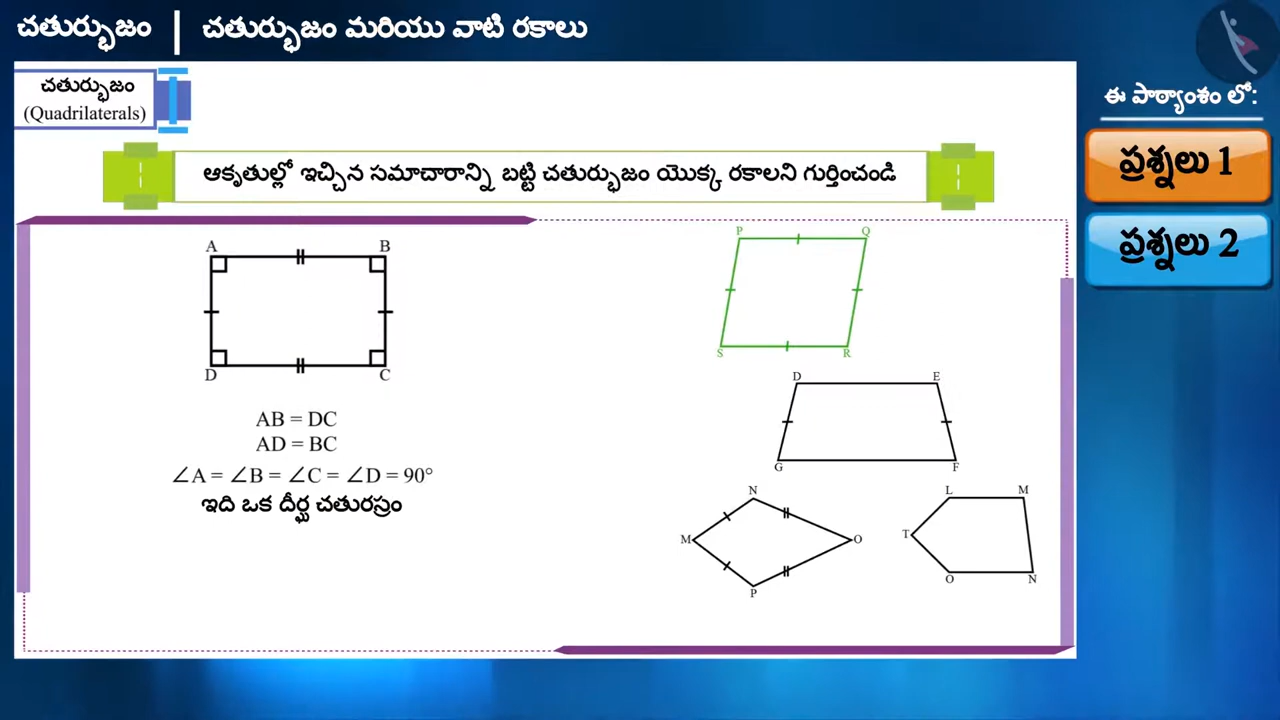 చతుర్భుజం | చతుర్భుజం మరియు వాటి రకాలు
ఈ పాఠ్యాంశం లో:
ప్రశ్నలు 1
ప్రశ్నలు 2
చతుర్భుజం
(Quadrilaterals)
ఆకృతుల్లో ఇచ్చిన సమాచారాన్ని బట్టి చతుర్భుజం యొక్క రకాలని గుర్తించండి
A B
D C
AB = DC
AD = BC
∠A = ∠B = ∠C = ∠D = 90°
ఇది ఒక దీర్ఘ చతురస్రం
P Q
S R
D E
G F
N
M O
P
L M
T
O N